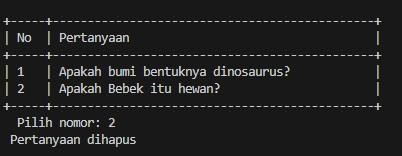 +-----+------------------------------------------+
| No | Pertanyaan |
+-----+------------------------------------------+
| 1 | Apakah bumi bentuknya dinosaurus? |
| 2 | Apakah Bebek itu hewan? |
+-----+------------------------------------------+
Pilih nomor: 2
Pertanyaan dihapus